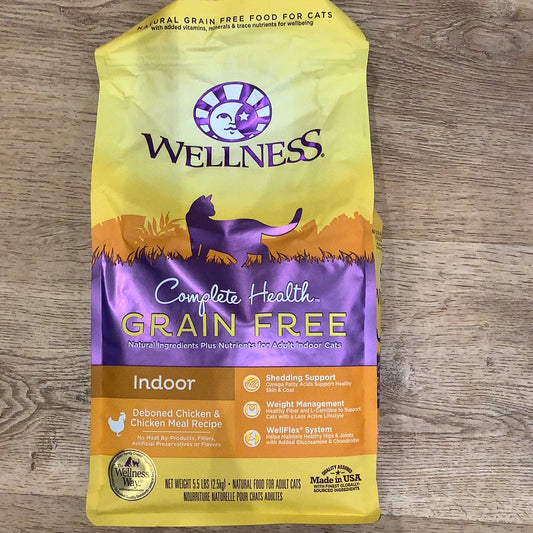 NATURAL GRAIN FREE FOOD FOR CATS
with added vitamins, minerals & trace nutrients for wellbeing
WELLNESS®
Complete Health™
GRAIN FREE
Natural Ingredients Plus Nutrients for Adult Indoor Cats
Indoor
Deboned Chicken &
Chicken Meal Recipe
No Meat By-Products, Fillers,
Artificial Preservatives or Flavors
Shedding Support
Omega Fatty Acids Support Healthy
Skin & Coat
Weight Management
Healthy Fiber and L-Carnitine to Support
Cats with a Less Active Lifestyle
WellFlex® System
Helps Maintain Healthy Hips & Joints
with Added Glucosamine & Chondroitin
The
Wellness
Way
NET WEIGHT 5.5 LBS (2.5kg) • NATURAL FOOD FOR ADULT CATS
NOURRITURE NATURELLE POUR CHATS ADULTES
QUALITY ASSURED
Made in USA
WITH FINEST GLOBALLY-
SOURCED INGREDIENTS